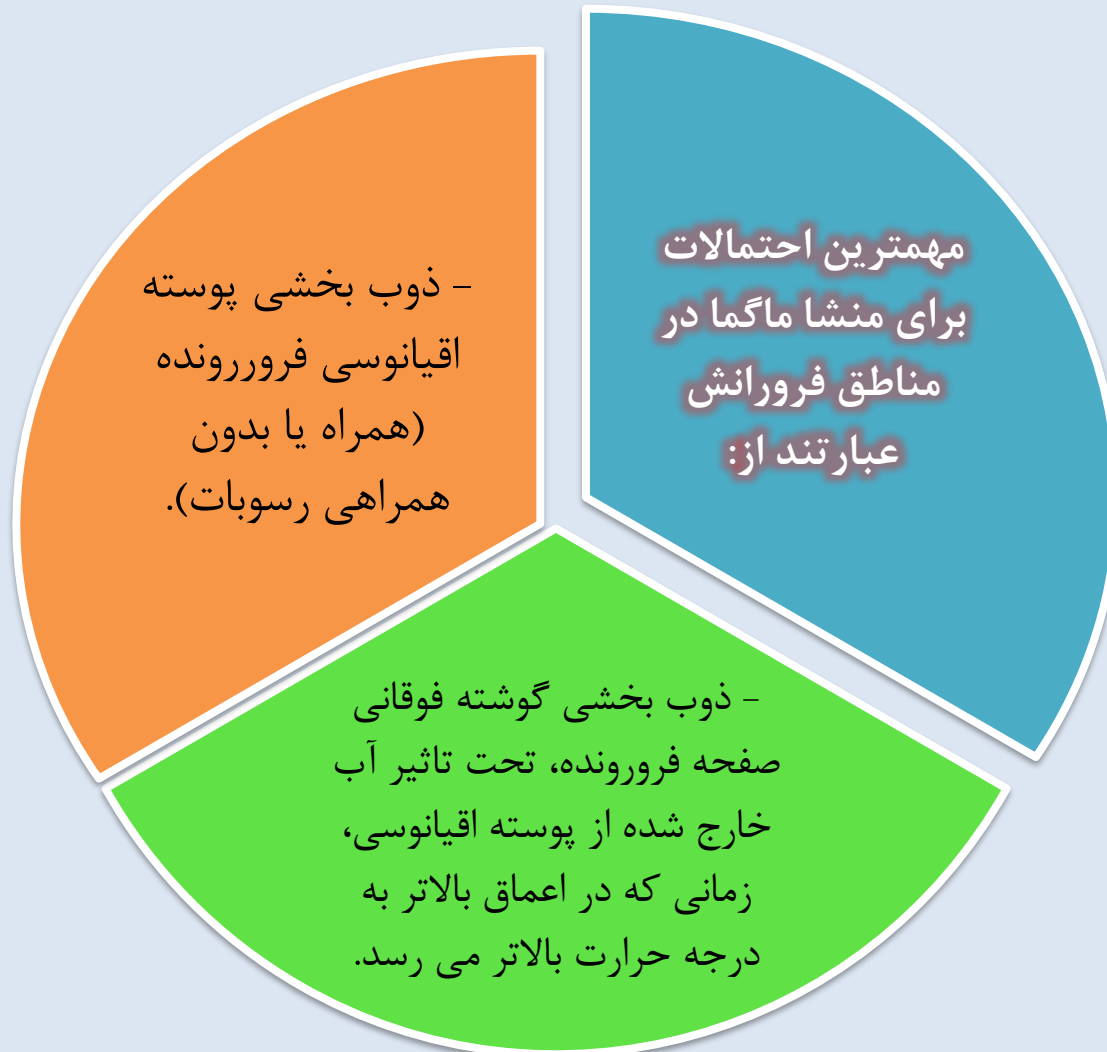 مهمترین احتمالات
برای منشا ماگما در
مناطق فرورانش
عبارتند از:
- ذوب بخشی پوسته
اقیانوسی فروررونده
(همراه یا بدون
همراهی رسوبات).
- ذوب بخشی گوشته فوقانی
صفحه فرورونده، تحت تاثیر آب
خارج شده از پوسته اقیانوسی،
زمانی که در اعماق بالاتر به
درجه حرارت بالاتر می رسد.